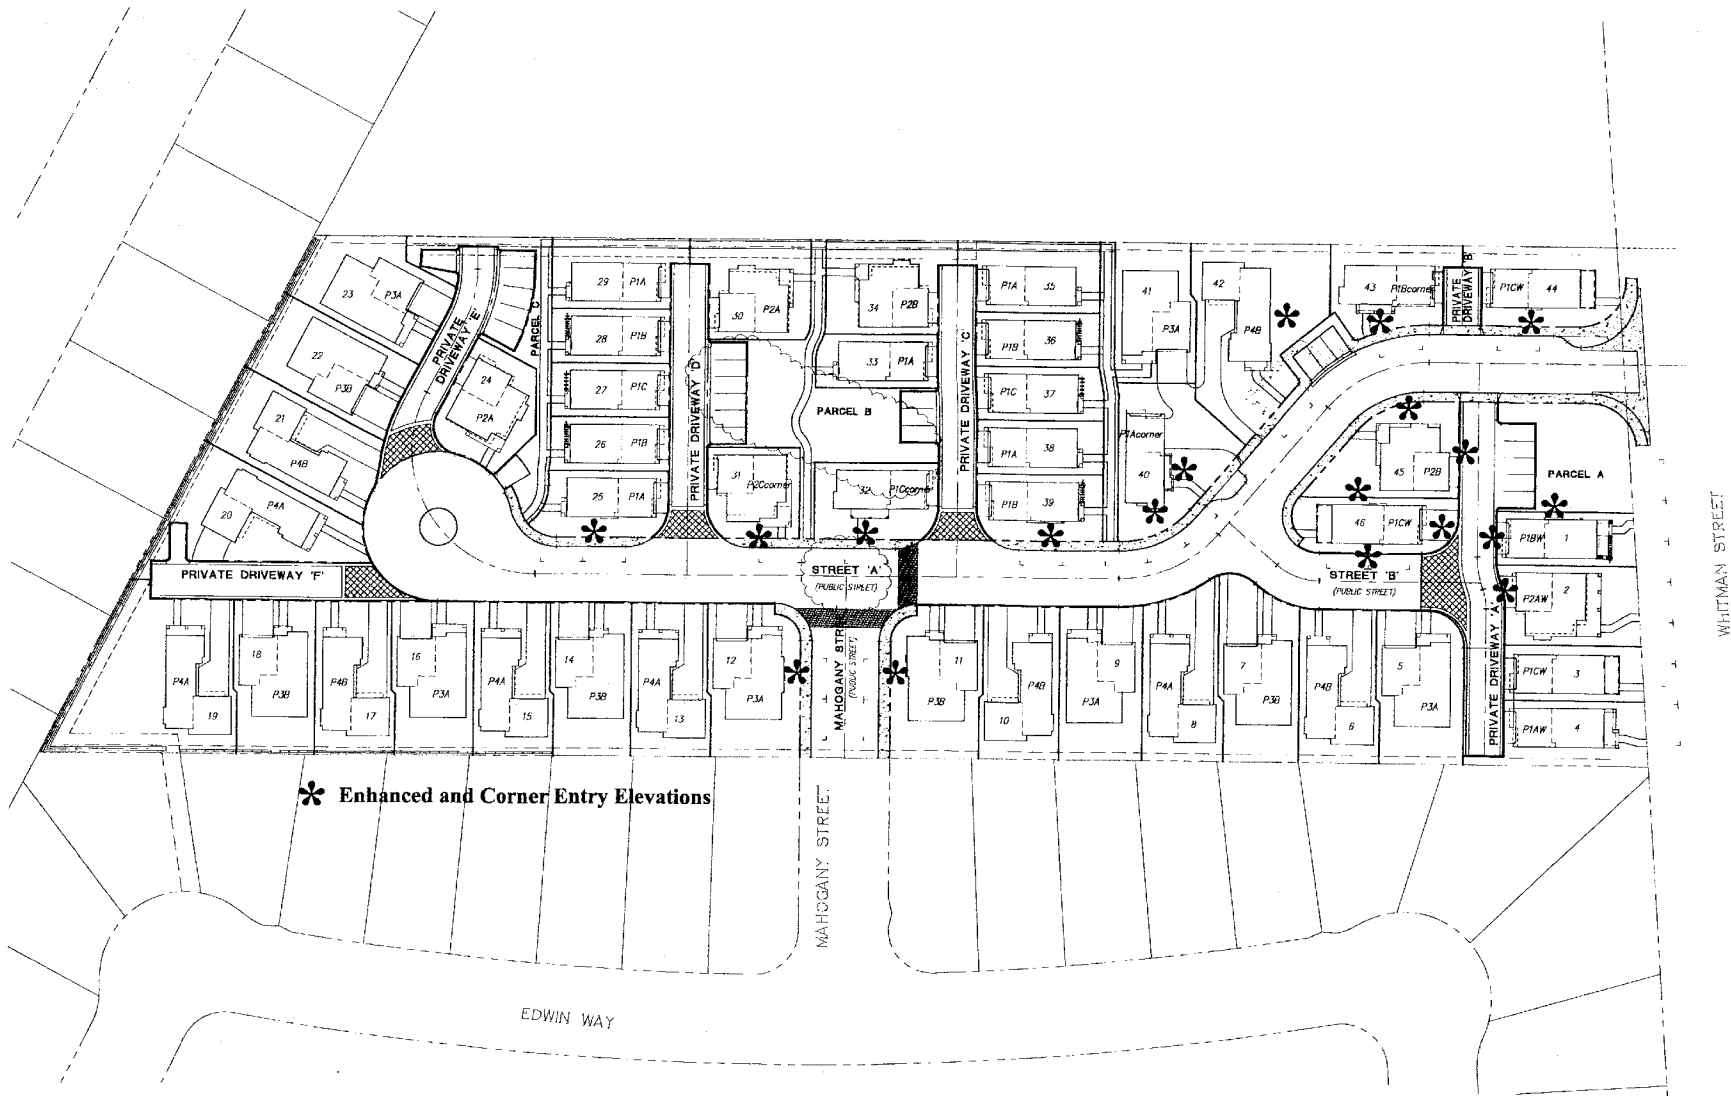 23
P3A
22
P3B
21
P4B
20
P4A
PRIVATE
DRIVEWAY 'E'
24
P2A
PARCEL C
29 P1A
28 P1B
27 P1C
26 P1B
25 P1A
PRIVATE DRIVEWAY 'D'
30 P2A
31 P2Ccorner
34
P2B
33 P1A
PARCEL B
32 P1Ccorner
PRIVATE DRIVEWAY 'C'
P1A 35
P1B 36
P1C 37
P1A 38
P1B 39
41
P3A
42
P4B
P1Acorner
40
43 P1Bcorner
PRIVATE
DRIVEWAY 'B'
P1CW 44
45
P2B
46 P1CW
PARCEL A
P1BW 1
P2AW 2
P1CW 3
P1AW 4
PRIVATE DRIVEWAY 'A'
PRIVATE DRIVEWAY 'F'
STREET 'A'
(PUBLIC STREET)
STREET 'B'
(PUBLIC STREET)
MAHOGANY STREET
(PUBLIC STREET)
P4A
19
18
P3B
P4B
17
16
P3A
P4A
15
14
P3B
P4A
13
12
P3A
11
P3B
P4B
10
9
P3A
P4A
8
7
P3B
P4B
6
5
P3A
WHITMAN STREET
Enhanced and Corner Entry Elevations
MAHOGANY STREET
EDWIN WAY